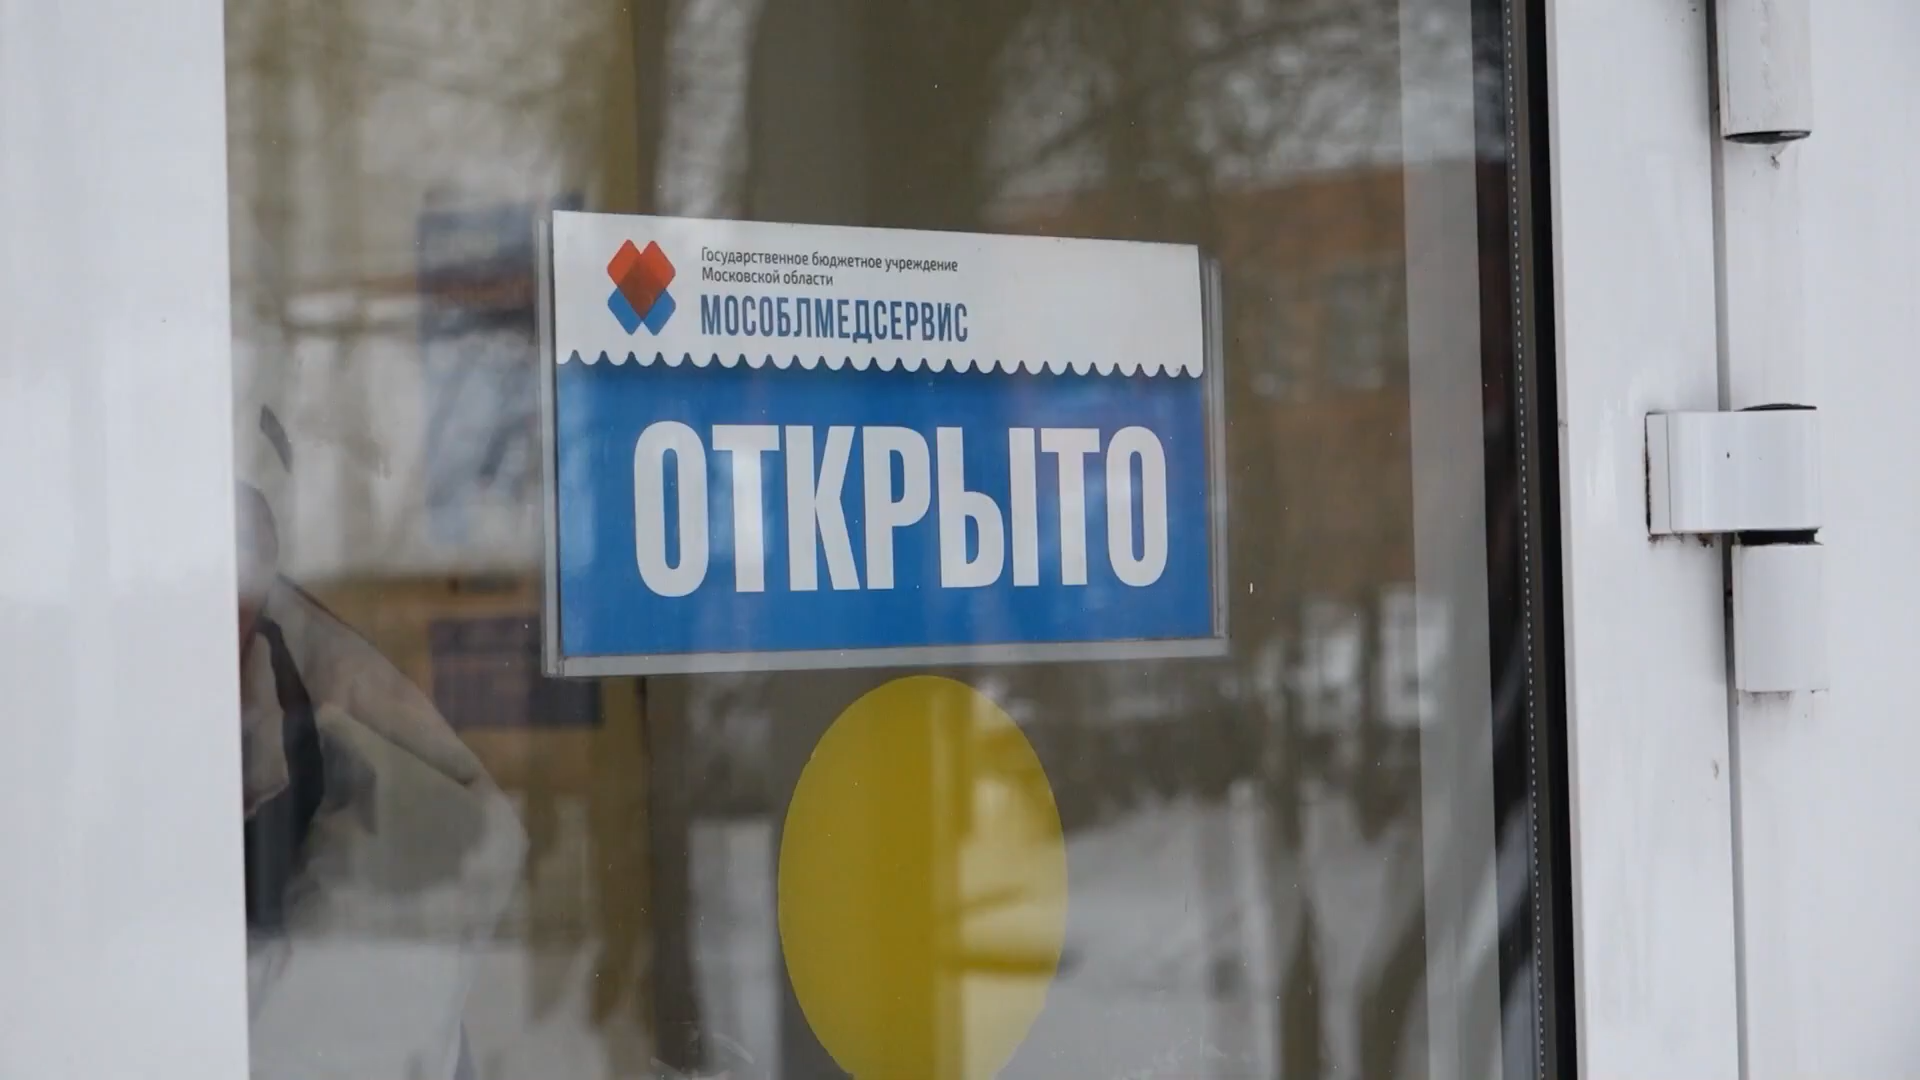 Государственное бюджетное учреждение
Московской области
МОСОБЛМЕДСЕРВИС
ОТКРЫТО